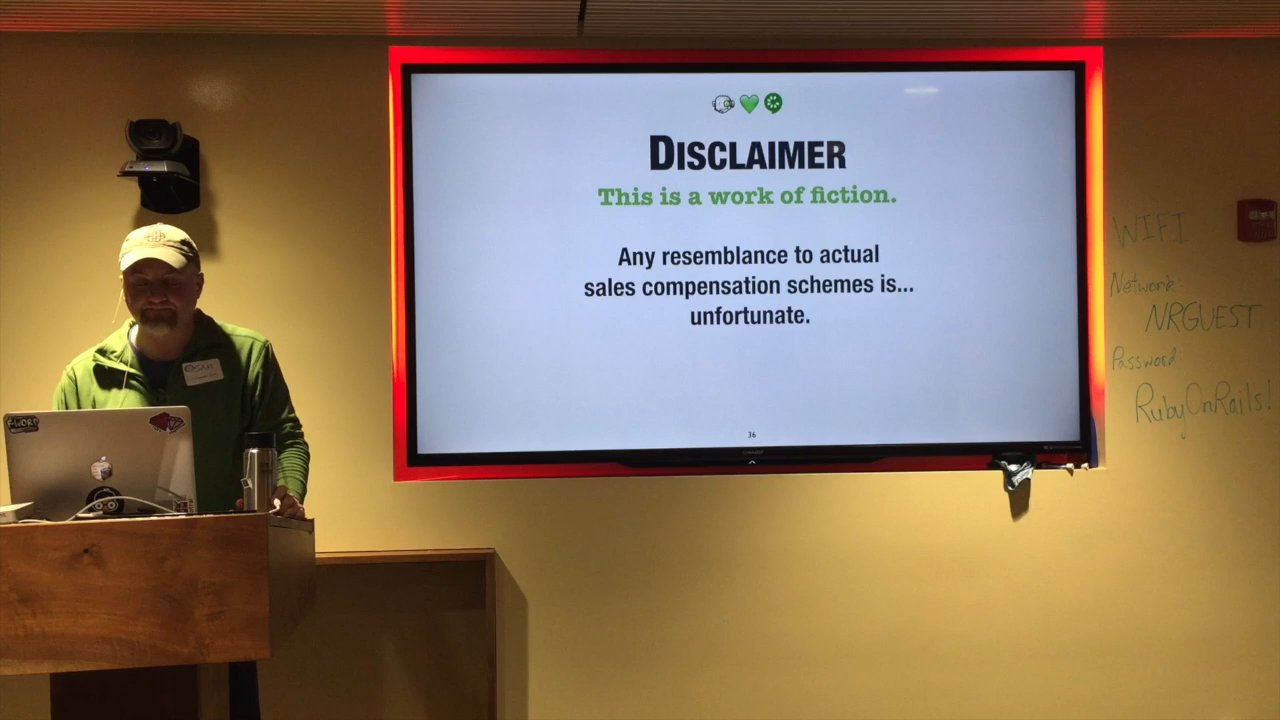 DISCLAIMER
This is a work of fiction.
Any resemblance to actual
sales compensation schemes is...
unfortunate.
36
WIFI
Network:
NRGUEST
Password:
RubyOnRails!